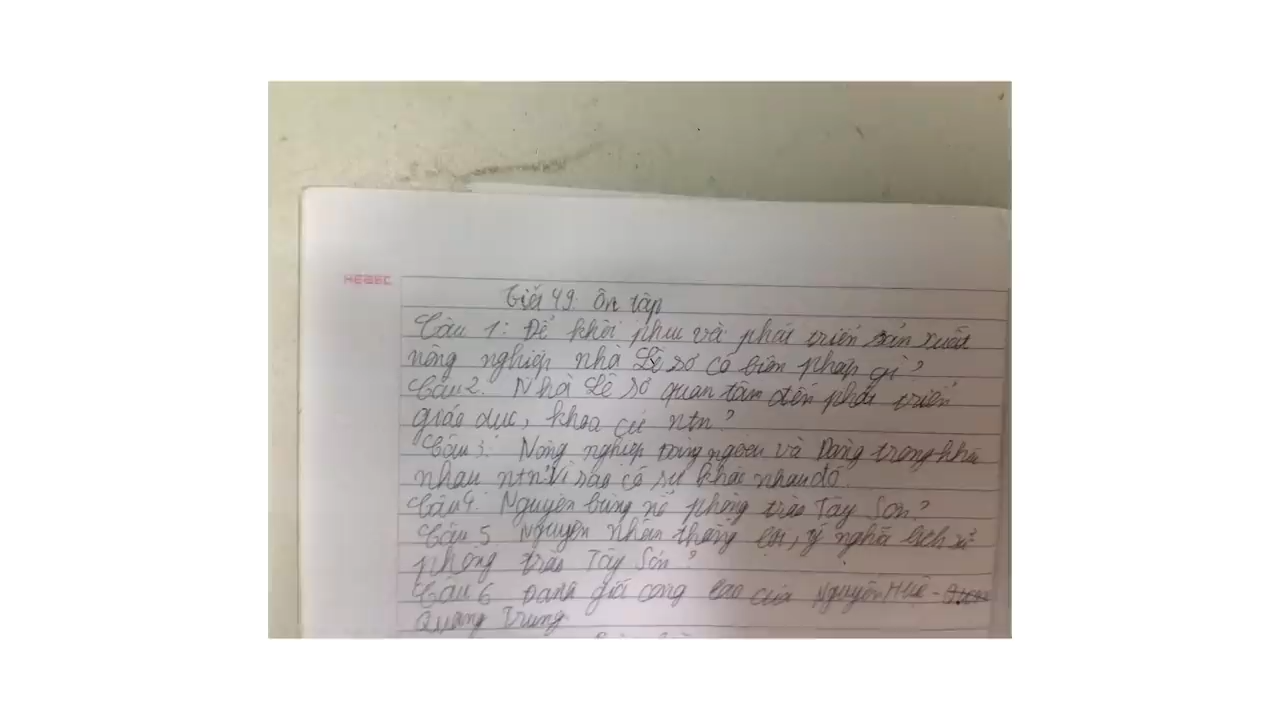 HEBEC
Tiết 49. Ôn tập
Câu 1: Để khôi phục và phát triển sản xuất
nông nghiệp nhà Lê sơ có biện pháp gì?
Câu 2. Nhà Lê sơ quan tâm đến phát triển
giáo dục, khoa cử ntn?
Câu 3: Nông nghiệp Đàng ngoài và Đàng trong khác
nhau ntn? Vì sao có sự khác nhau đó.
Câu 4. Nguyên bùng nổ phong trào Tây Sơn?
Câu 5. Nguyên nhân thắng lợi, ý nghĩa lịch sử
phong trào Tây Sơn?
Câu 6 Đánh giá công lao của Nguyễn Huệ -
Quang Trung